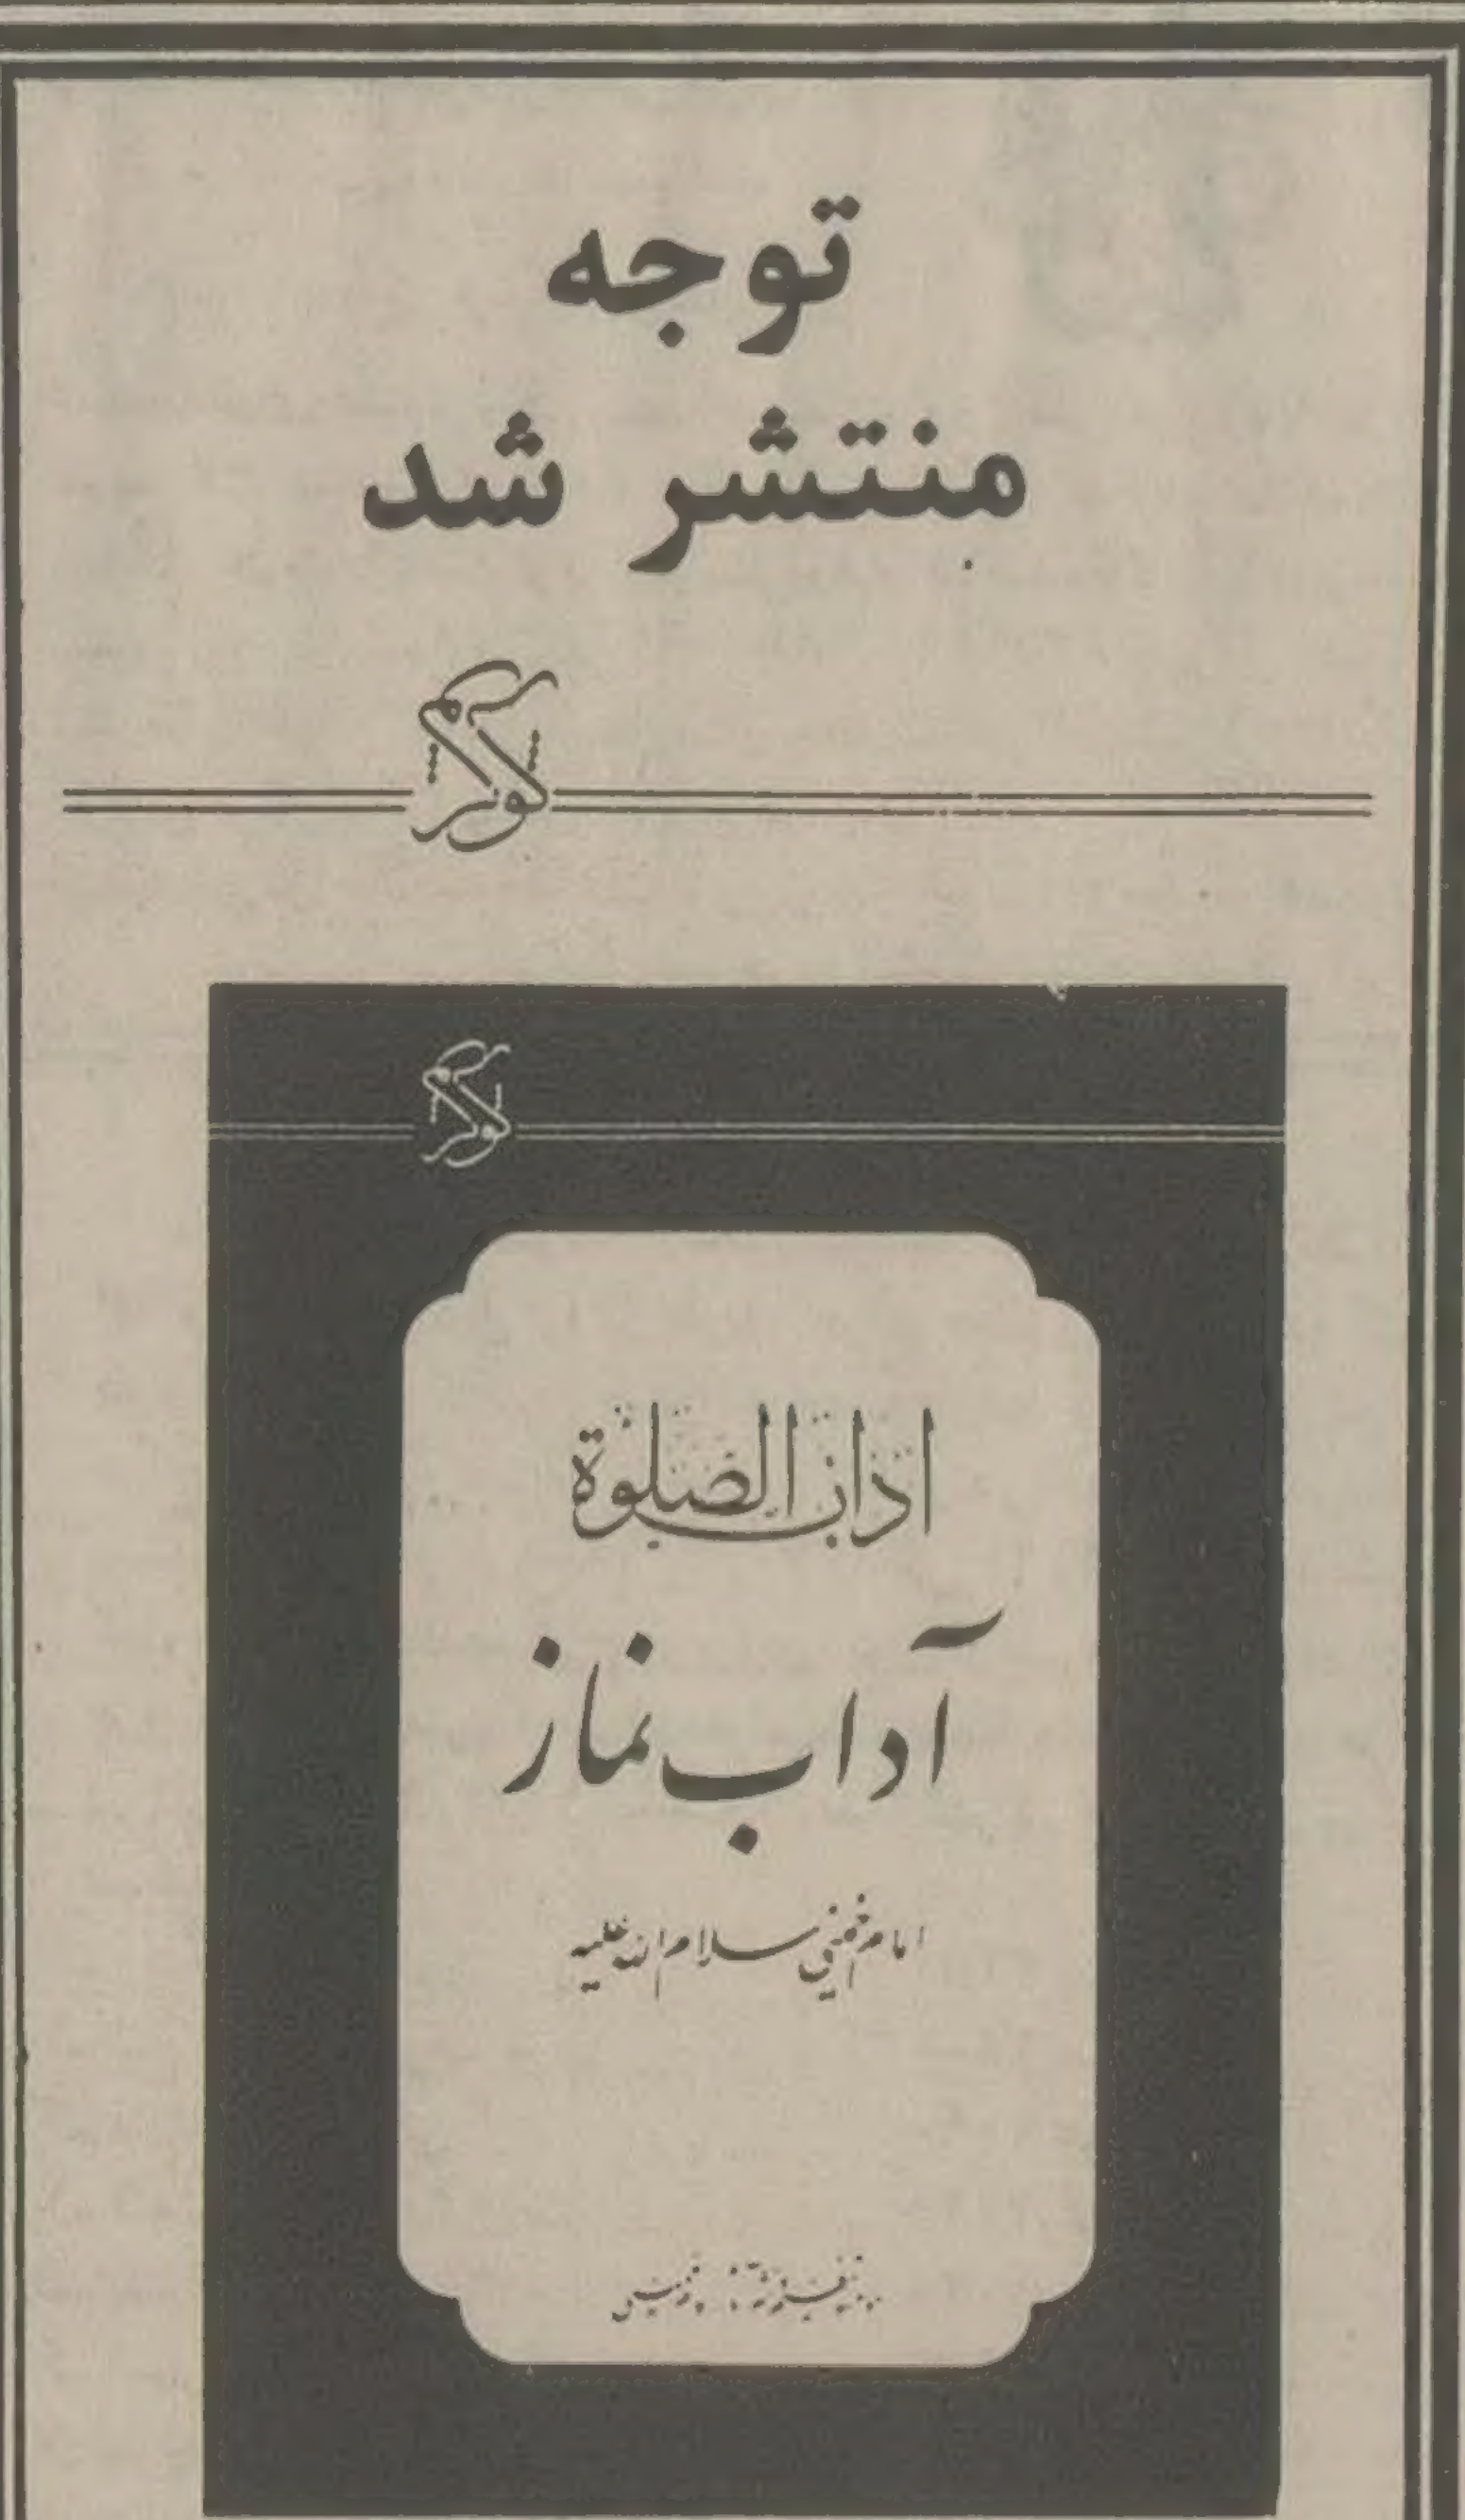 توجه
منتشر شد
آداب الصلوة
آداب نماز
امام خمینی سلام الله علیه